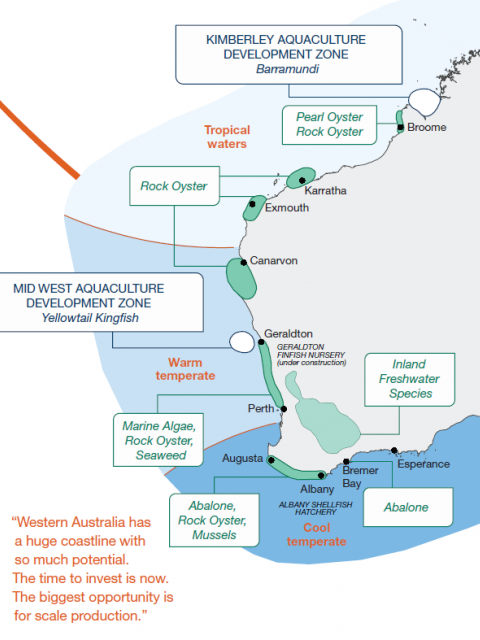 KIMBERLEY AQUACULTURE
DEVELOPMENT ZONE
Barramundi
Pearl Oyster
Rock Oyster
Broome
Tropical
waters
Rock Oyster
Karratha
Exmouth
Canarvon
MID WEST AQUACULTURE
DEVELOPMENT ZONE
Yellowtail Kingfish
Geraldton
GERALDTON
FINFISH NURSERY
(under construction)
Warm
temperate
Inland
Freshwater
Species
Perth
Marine Algae,
Rock Oyster,
Seaweed
Augusta
Esperance
Bremer
Bay
Albany
ALBANY SHELLFISH
HATCHERY
Abalone,
Rock Oyster,
Mussels
Abalone
Cool
temperate
“Western Australia has
a huge coastline with
so much potential.
The time to invest is now.
The biggest opportunity is
for scale production.”